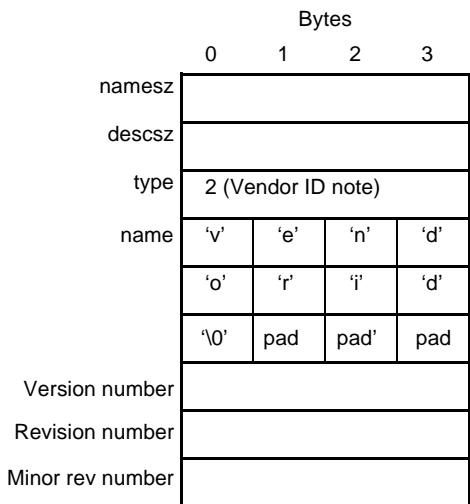 Bytes
0 1 2 3
namesz
descsz
type 2 (Vendor ID note)
name ‘v’ ‘e’ ‘n’ ‘d’
‘o’ ‘r’ ‘i’ ‘d’
‘\0’ pad pad’ pad
Version number
Revision number
Minor rev number